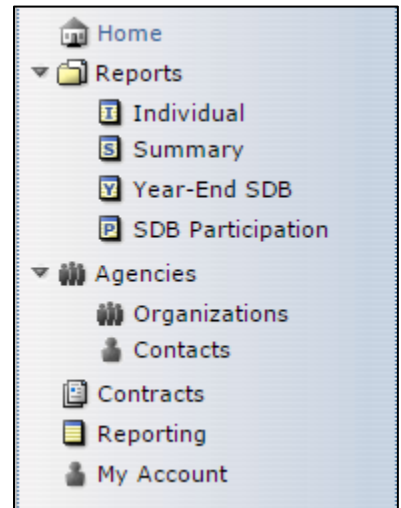 Home
Reports
I Individual
S Summary
Y Year-End SDB
P SDB Participation
Agencies
Organizations
Contacts
Contracts
Reporting
My Account